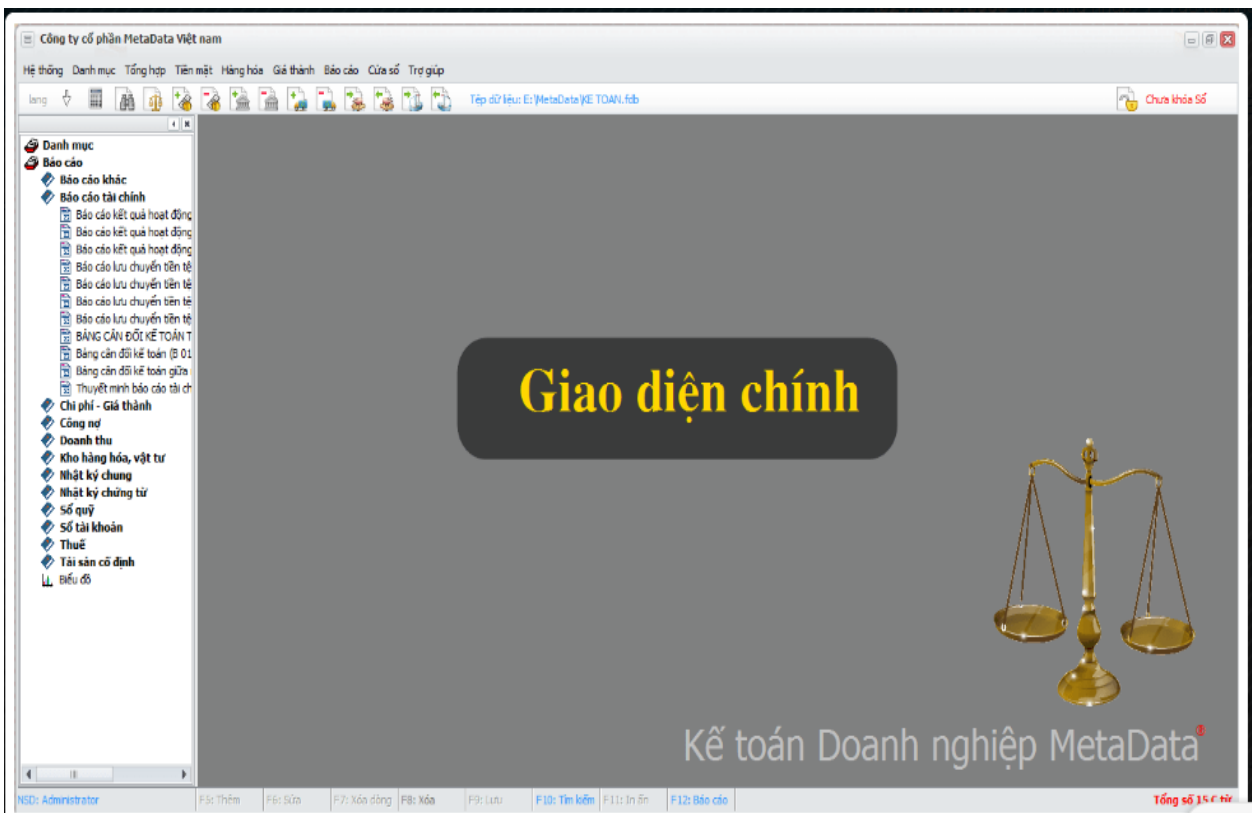 Công ty cổ phần MetaData Việt nam
Hệ thống Danh mục Tổng hợp Tiền mặt Hàng hóa Giá thành Báo cáo Cửa sổ Trợ giúp
lang Tệp dữ liệu: E:\MetaData\KE TOAN.fdb Chưa khóa Sổ
Danh mục
Báo cáo
Báo cáo khác
Báo cáo tài chính
Báo cáo kết quả hoạt động
Báo cáo kết quả hoạt động
Báo cáo kết quả hoạt động
Báo cáo lưu chuyển tiền tệ
Báo cáo lưu chuyển tiền tệ
Báo cáo lưu chuyển tiền tệ
Báo cáo lưu chuyển tiền tệ
BẢNG CÂN ĐỐI KẾ TOÁN T
Bảng cân đối kế toán (B 01
Bảng cân đối kế toán giữa
Thuyết minh báo cáo tài ch
Chi phí - Giá thành
Công nợ
Doanh thu
Kho hàng hóa, vật tư
Nhật ký chung
Nhật ký chứng từ
Sổ quỹ
Sổ tài khoản
Thuế
Tài sản cố định
Biểu đồ
Giao diện chính
Kế toán Doanh nghiệp MetaData®
NSD: Administrator F5: Thêm F6: Sửa F7: Xóa dòng F8: Xóa F9: Lưu F10: Tìm kiếm F11: In ấn F12: Báo cáo Tổng số 15 C từ